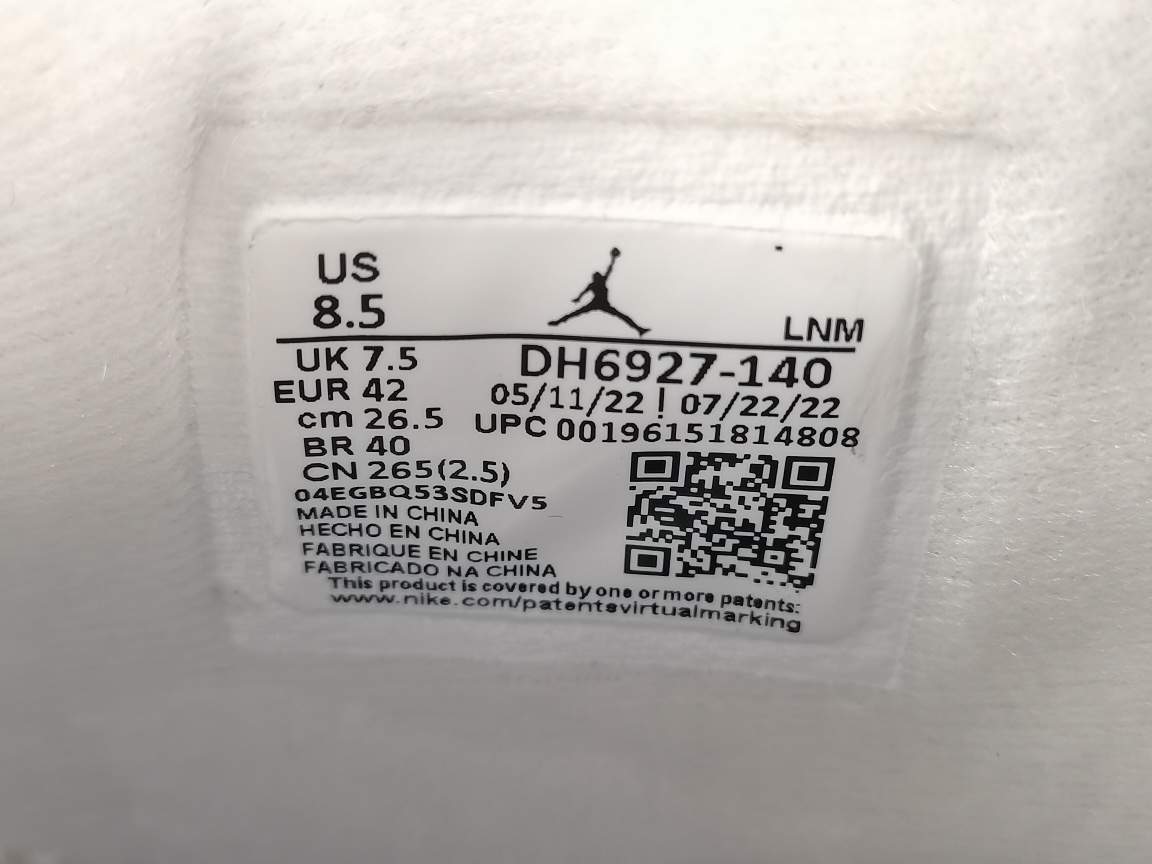 US
8.5
LNM
UK 7.5
DH6927-140
EUR 42
05/11/22 | 07/22/22
cm 26.5
UPC 00196151814808
BR 40
CN 265(2.5)
04EGBQ53SDFV5
MADE IN CHINA
HECHO EN CHINA
FABRIQUE EN CHINE
FABRICADO NA CHINA
This product is covered by one or more patents:
www.nike.com/patentsvirtualmarking